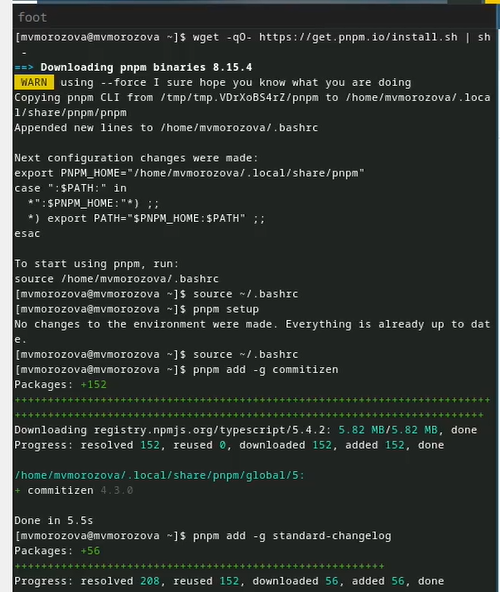 foot
[mvmorozova@mvmorozova ~]$ wget -qO- https://get.pnpm.io/install.sh | sh
-
==> Downloading pnpm binaries 8.15.4
WARN using --force I sure hope you know what you are doing
Copying pnpm CLI from /tmp/tmp.VDrXoBS4rZ/pnpm to /home/mvmorozova/.loca
l/share/pnpm/pnpm
Appended new lines to /home/mvmorozova/.bashrc
Next configuration changes were made:
export PNPM_HOME="/home/mvmorozova/.local/share/pnpm"
case ":$PATH:" in
  *":$PNPM_HOME:"*) ;;
  *) export PATH="$PNPM_HOME:$PATH" ;;
esac
To start using pnpm, run:
source /home/mvmorozova/.bashrc
[mvmorozova@mvmorozova ~]$ source ~/.bashrc
[mvmorozova@mvmorozova ~]$ pnpm setup
No changes to the environment were made. Everything is already up to dat
e.
[mvmorozova@mvmorozova ~]$ source ~/.bashrc
[mvmorozova@mvmorozova ~]$ pnpm add -g commitizen
Packages: +152
++++++++++++++++++++++++++++++++++++++++++++++++++++++++++++++++++++++++
+++++++++++++++++++++++++++++++++++++++++++++++++++++++++++++++++++++++
Downloading registry.npmjs.org/typescript/5.4.2: 5.82 MB/5.82 MB, done
Progress: resolved 152, reused 0, downloaded 152, added 152, done
/home/mvmorozova/.local/share/pnpm/global/5:
+ commitizen 4.3.0
Done in 5.5s
[mvmorozova@mvmorozova ~]$ pnpm add -g standard-changelog
Packages: +56
++++++++++++++++++++++++++++++++++++++++++++++++++++++++
Progress: resolved 208, reused 152, downloaded 56, added 56, done